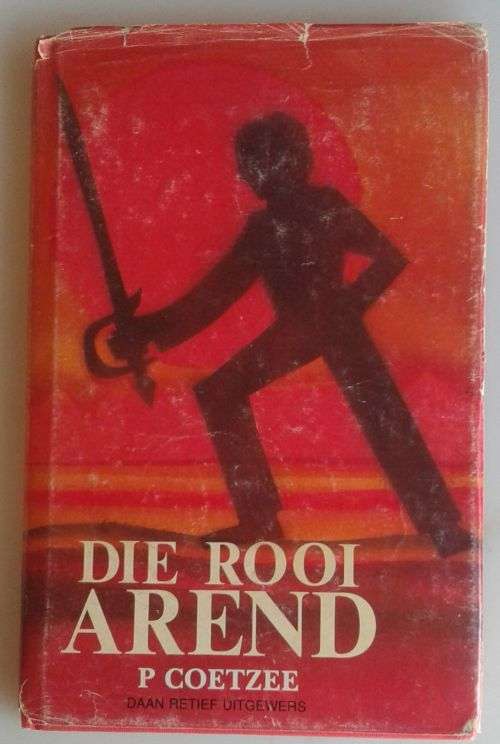 DIE ROOI
AREND
P COETZEE
DAAN RETIEF UITGEWERS